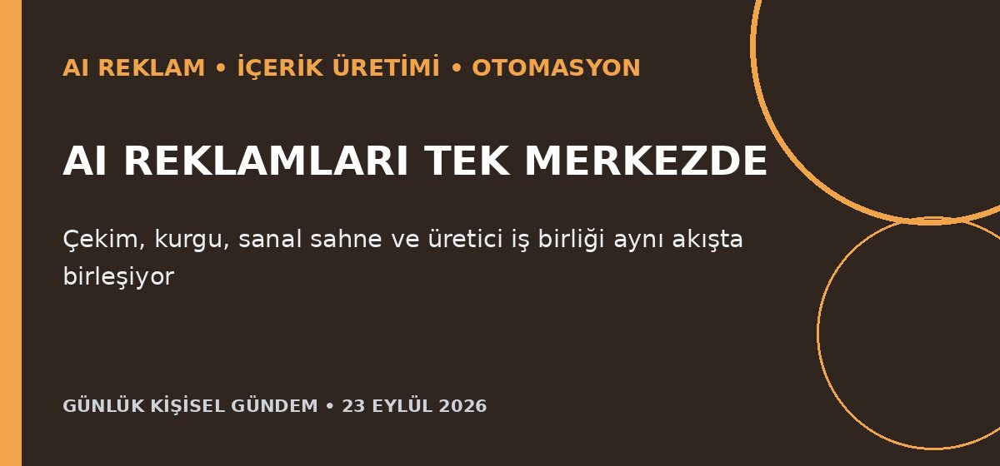 AI REKLAM • İÇERİK ÜRETİMİ • OTOMASYON
AI REKLAMLARI TEK MERKEZDE
Çekim, kurgu, sanal sahne ve üretici iş birliği aynı akışta
birleşiyor
GÜNLÜK KİŞİSEL GÜNDEM • 23 EYLÜL 2026